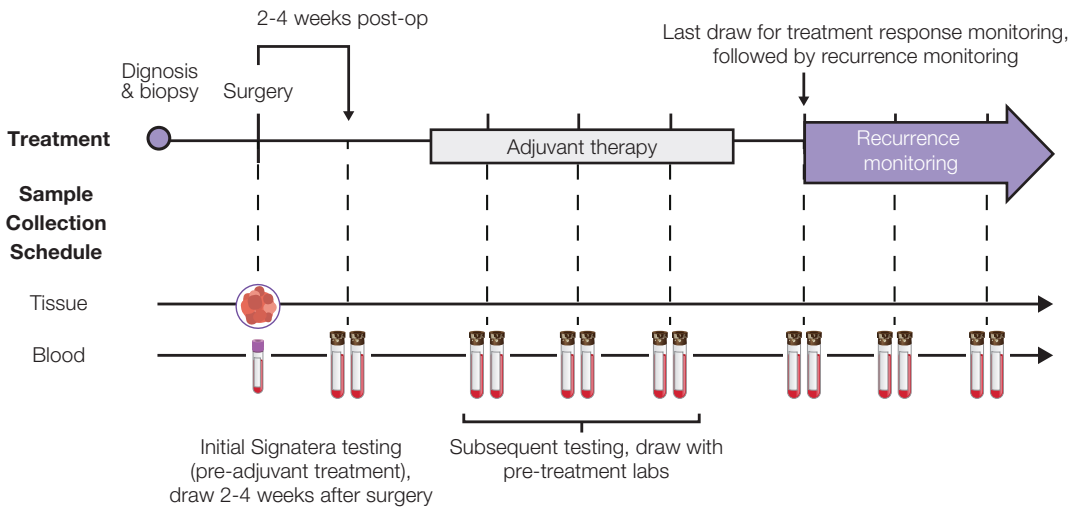 2-4 weeks post-op
Last draw for treatment response monitoring,
followed by recurrence monitoring
Dignosis
& biopsy
Surgery
Treatment
Adjuvant therapy
Recurrence
monitoring
Sample
Collection
Schedule
Tissue
Blood
Initial Signatera testing
(pre-adjuvant treatment),
draw 2-4 weeks after surgery
Subsequent testing, draw with
pre-treatment labs